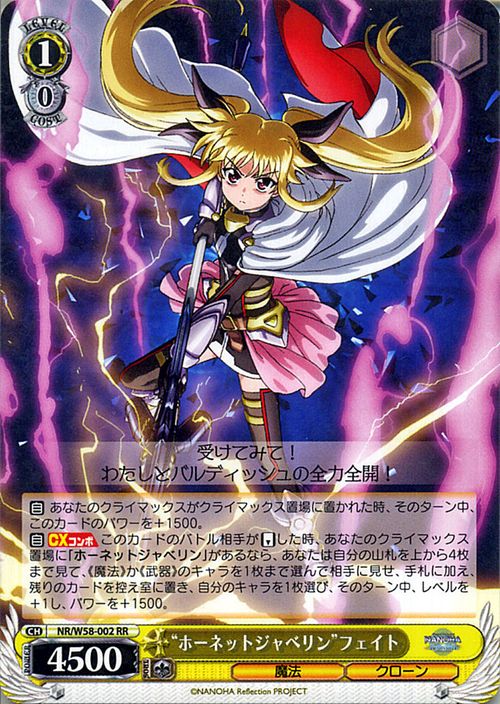 LEVEL
1
0
COST
受けてみて！
わたしとバルディッシュの全力全開！
自 あなたのクライマックスがクライマックス置場に置かれた時、そのターン中、
このカードのパワーを＋1500。
自 CXコンボ このカードのバトル相手がした時、あなたのクライマックス
置場に「ホーネットジャベリン」があるなら、あなたは自分の山札を上から4枚
まで見て、《魔法》か《武器》のキャラを1枚まで選んで相手に見せ、手札に加え、
残りのカードを控え室に置き、自分のキャラを1枚選び、そのターン中、レベルを
＋1し、パワーを＋1500。
CH NR/W58-002 RR
POWER
4500
SOUL
“ホーネットジャベリン”フェイト
NANOHA
魔法
クローン
©NANOHA Reflection PROJECT